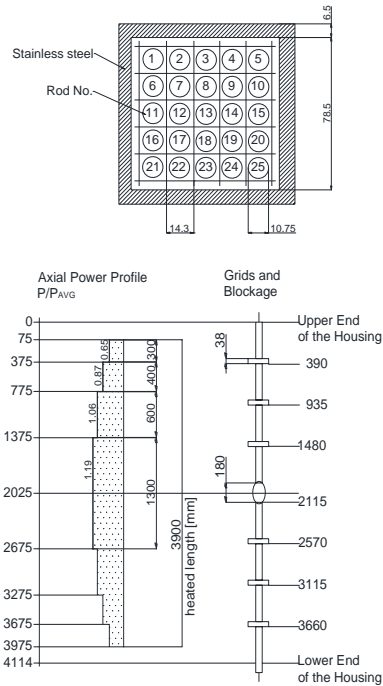 6.5
Stainless steel
Rod No.
1 2 3 4 5
6 7 8 9 10
11 12 13 14 15
16 17 18 19 20
21 22 23 24 25
78.5
14.3
10.75
Axial Power Profile
P/PAVG
Grids and
Blockage
0
75
375
775
1375
2025
2675
3275
3675
3975
4114
0.65
0.87
1.06
1.19
300
400
600
1300
3900
heated length [mm]
38
180
Upper End
of the Housing
390
935
1480
2115
2570
3115
3660
Lower End
of the Housing